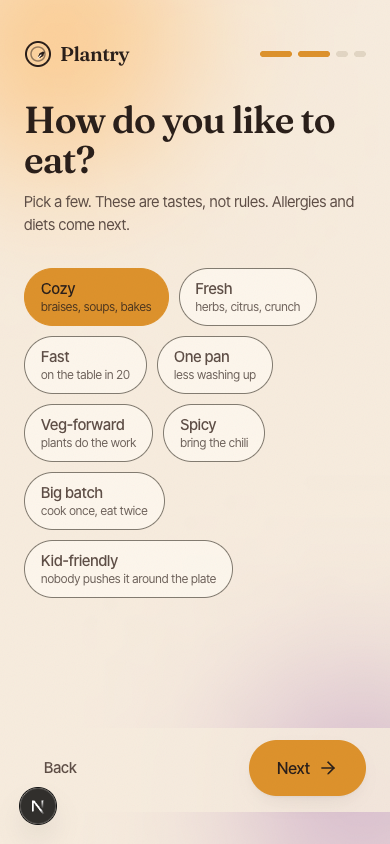 Plantry
How do you like to
eat?
Pick a few. These are tastes, not rules. Allergies and
diets come next.
Cozy
braises, soups, bakes
Fresh
herbs, citrus, crunch
Fast
on the table in 20
One pan
less washing up
Veg-forward
plants do the work
Spicy
bring the chili
Big batch
cook once, eat twice
Kid-friendly
nobody pushes it around the plate
Back
Next
N